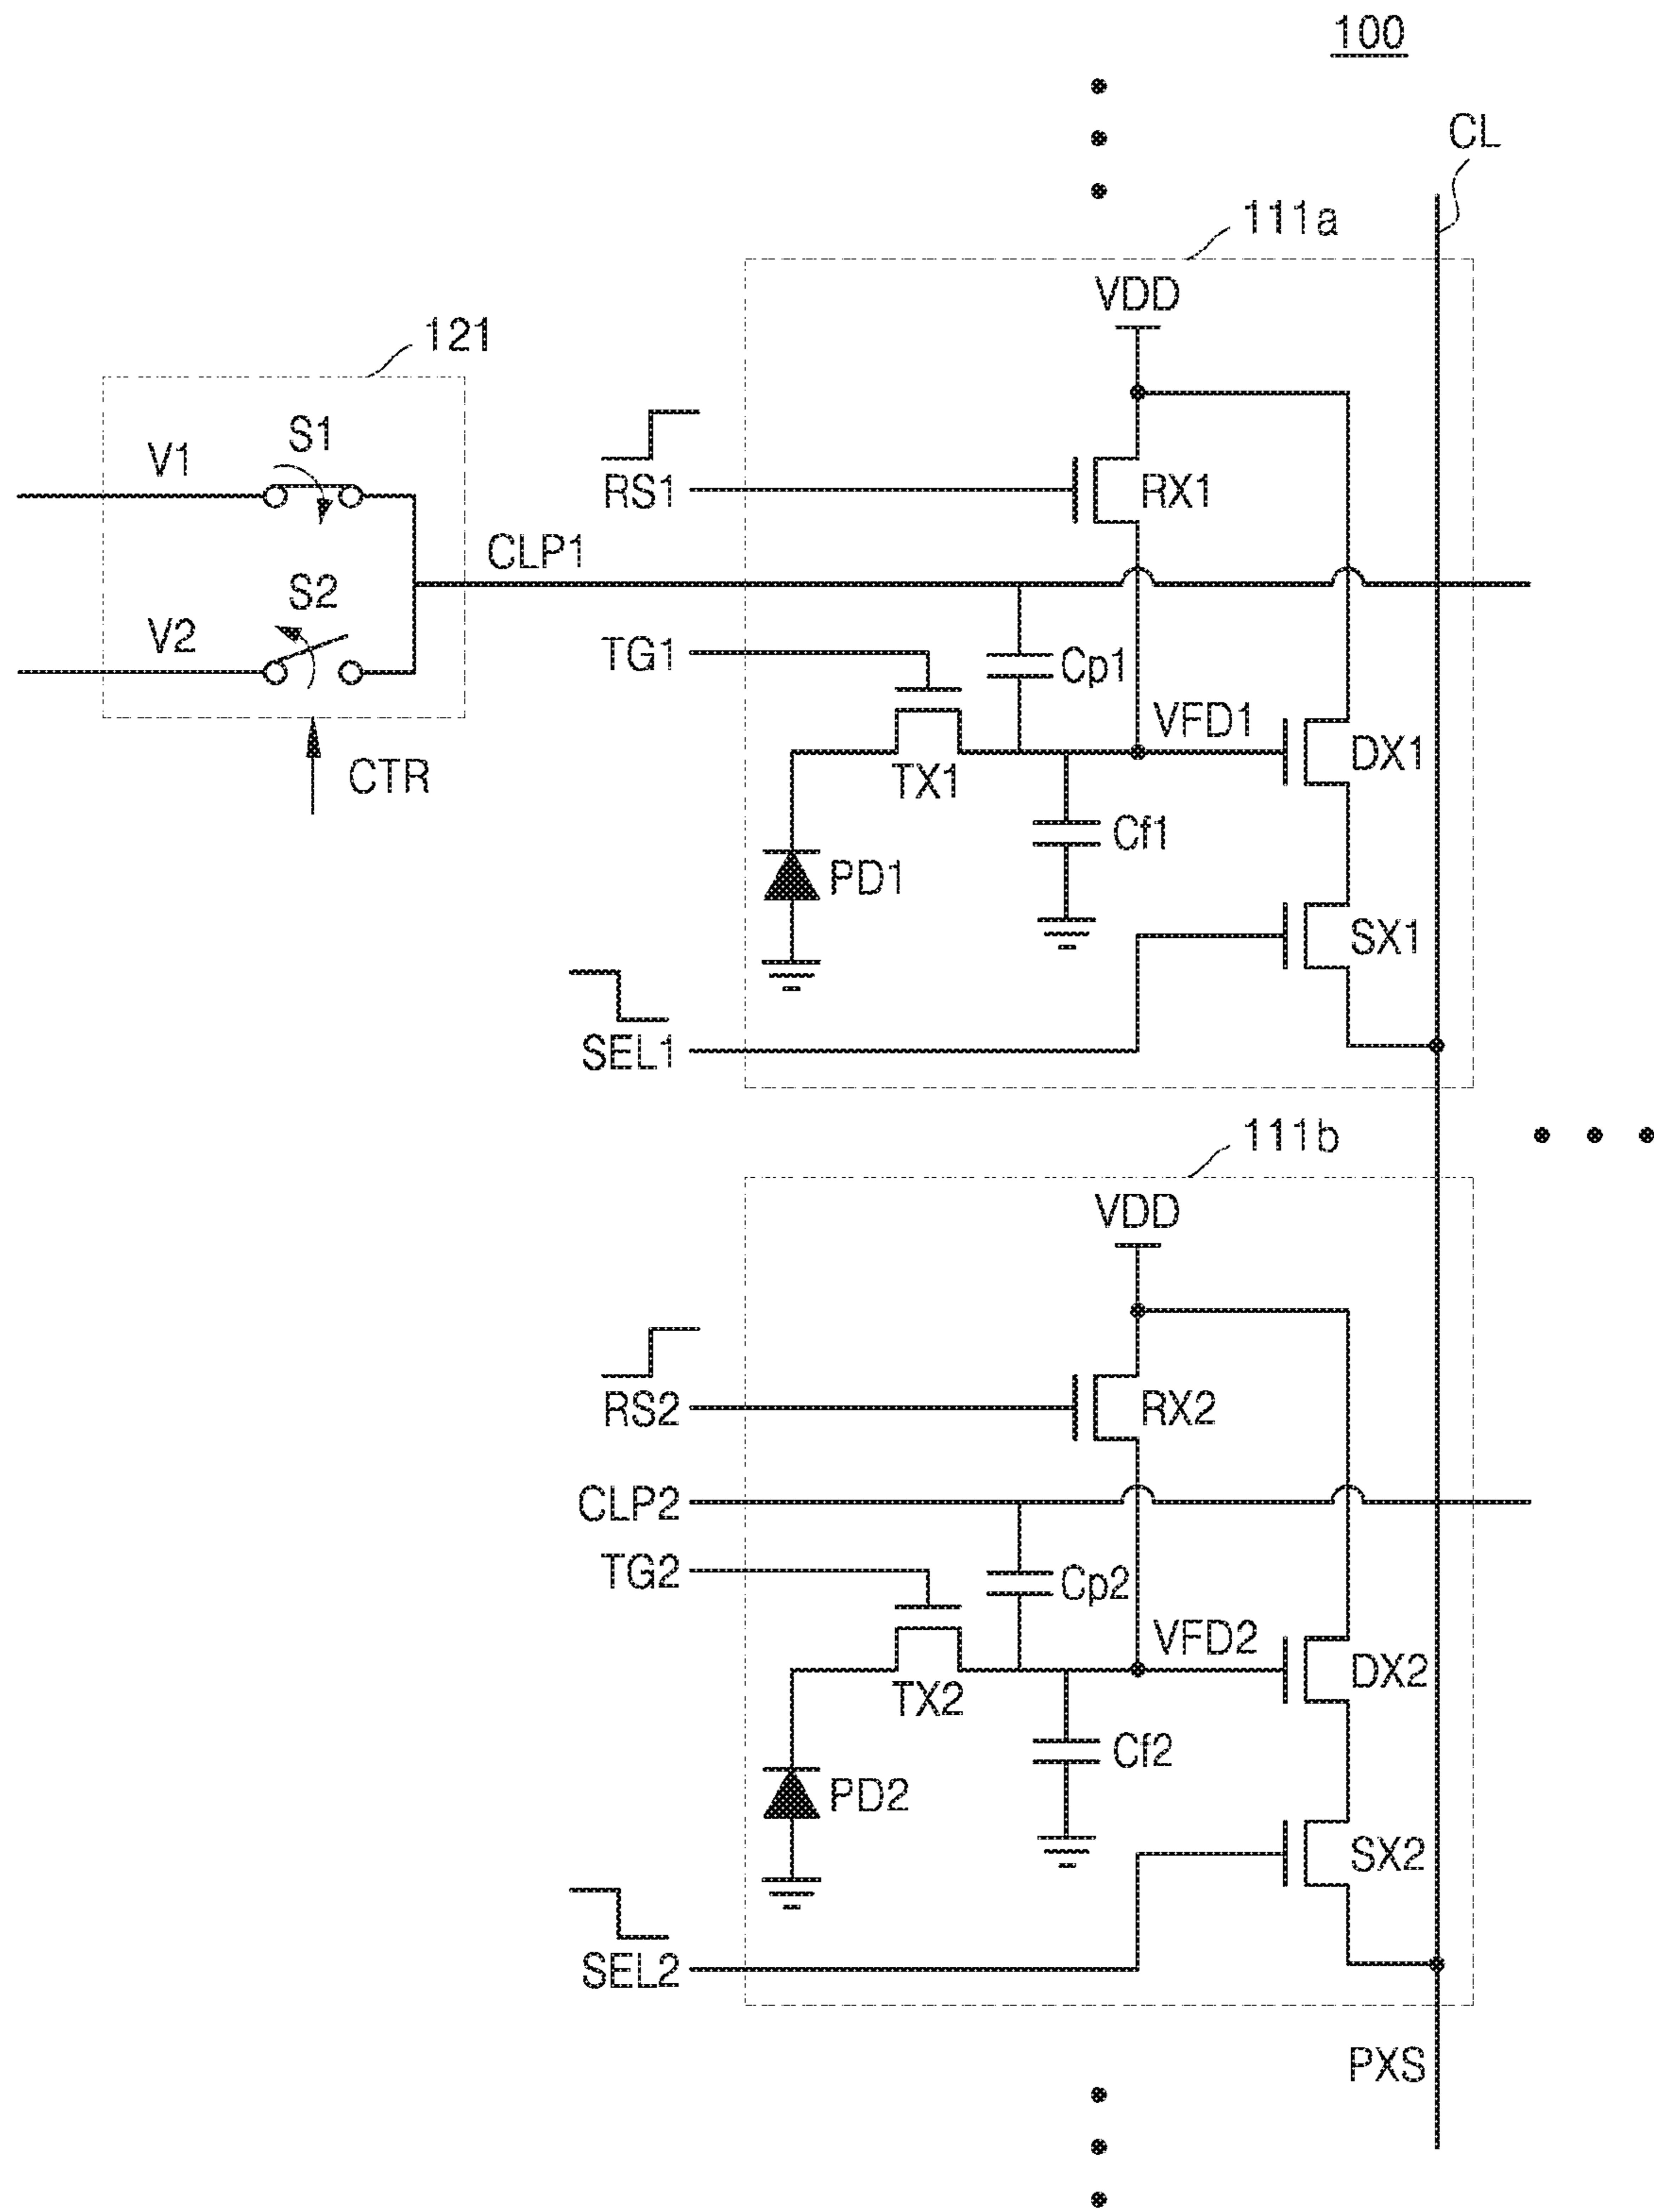 100
CL
111a
VDD
121
S1
V1
RS1
RX1
CLP1
S2
V2
TG1
Cp1
VFD1
DX1
TX1
CTR
Cf1
PD1
SX1
SEL1
111b
VDD
RS2
RX2
CLP2
TG2
Cp2
VFD2
DX2
TX2
Cf2
PD2
SX2
SEL2
PXS